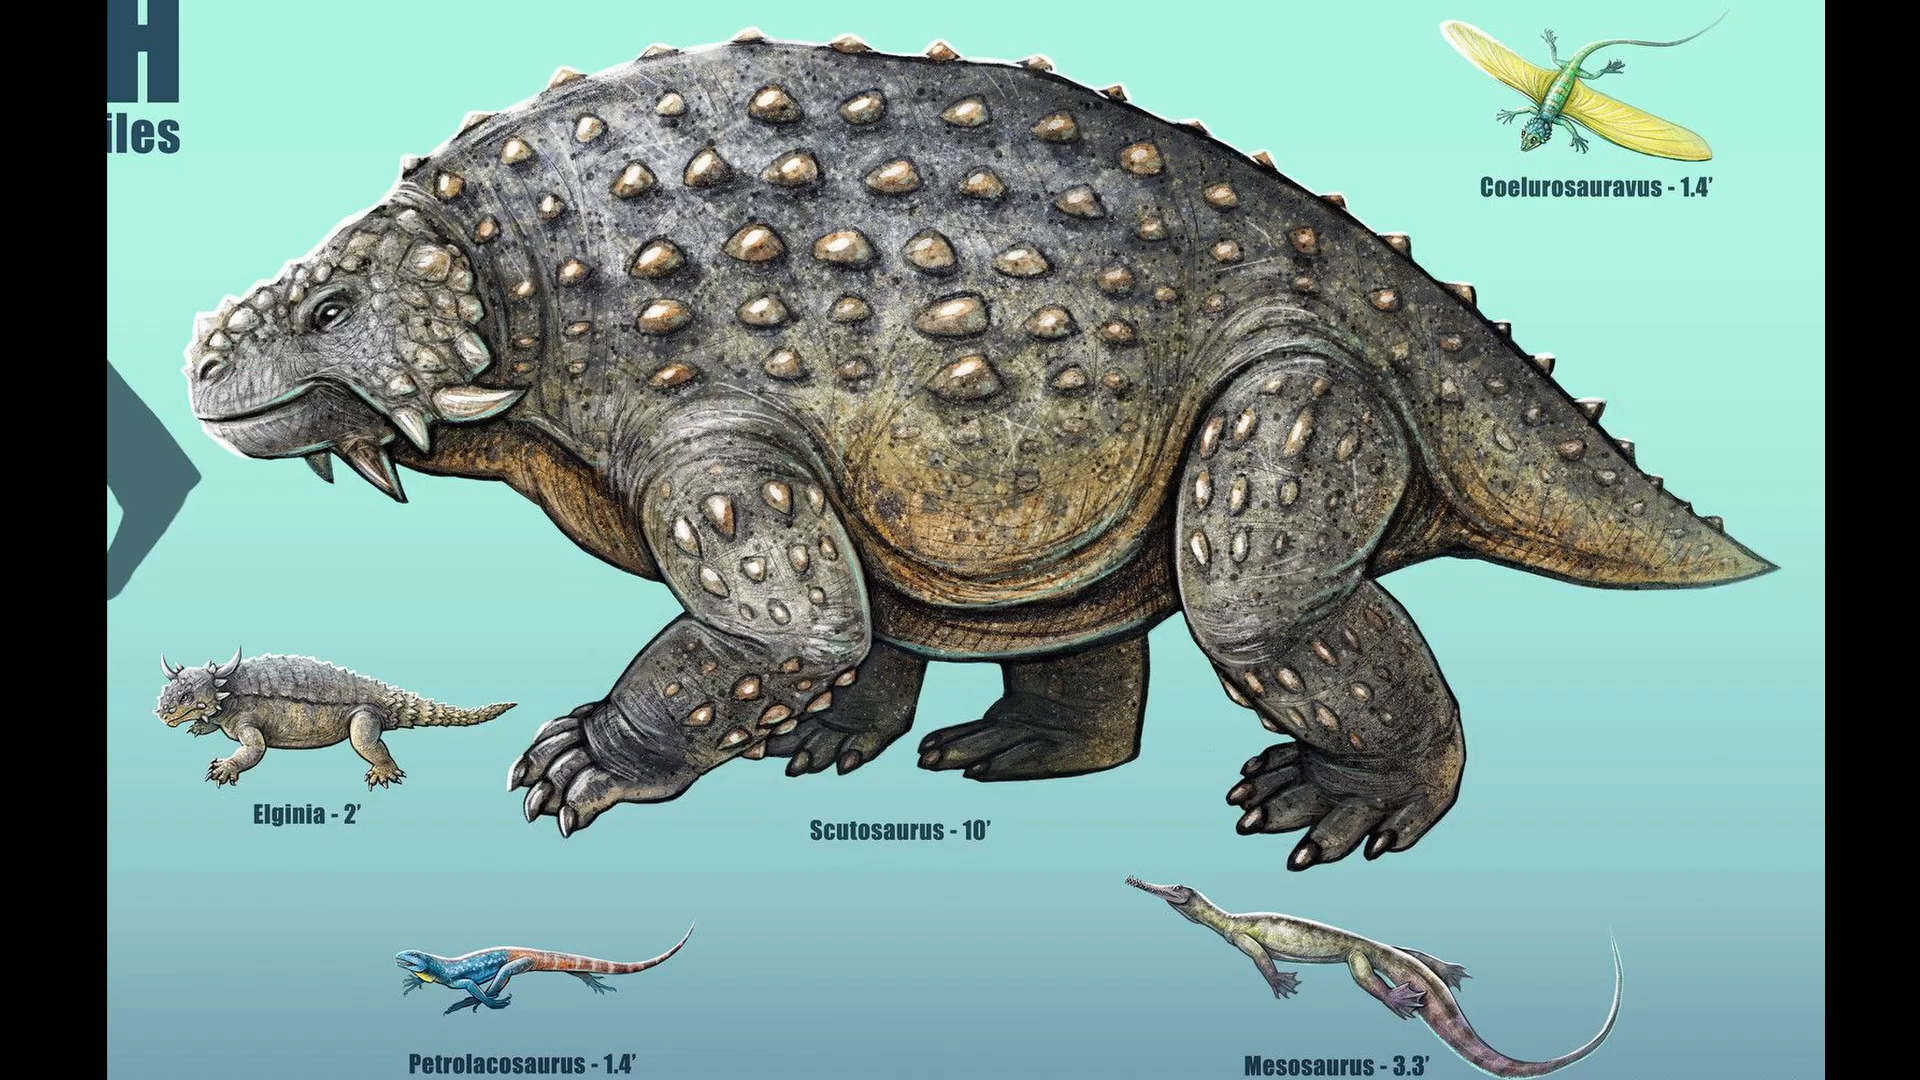 H
iles
Coelurosauravus - 1.4’
Elginia - 2’
Scutosaurus - 10’
Petrolacosaurus - 1.4’
Mesosaurus - 3.3’